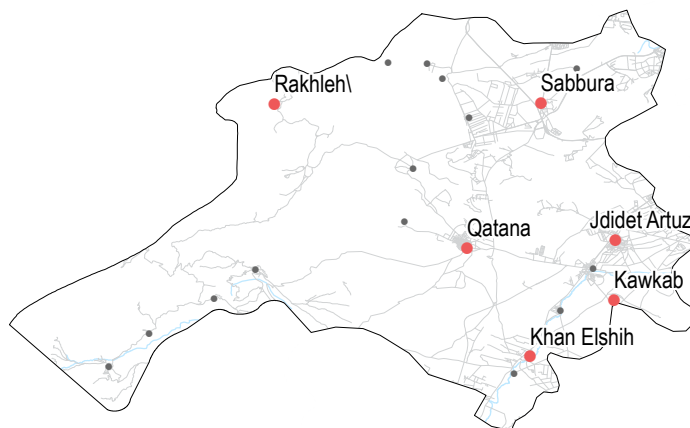 Rakhleh\
Sabbura
Qatana
Jdidet Artuz
Kawkab
Khan Elshih